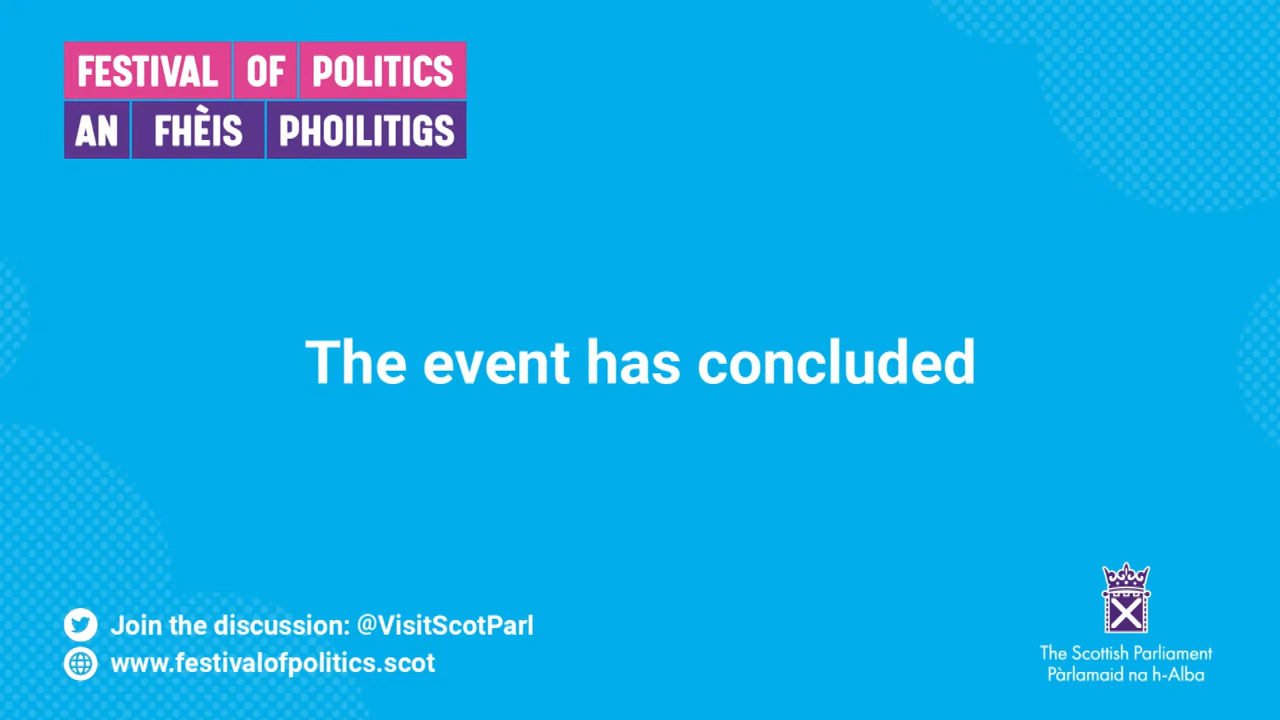 FESTIVAL OF POLITICS
AN FHÈIS PHOILITIGS
The event has concluded
Join the discussion: @VisitScotParl
www.festivalofpolitics.scot
The Scottish Parliament
Pàrlamaid na h-Alba